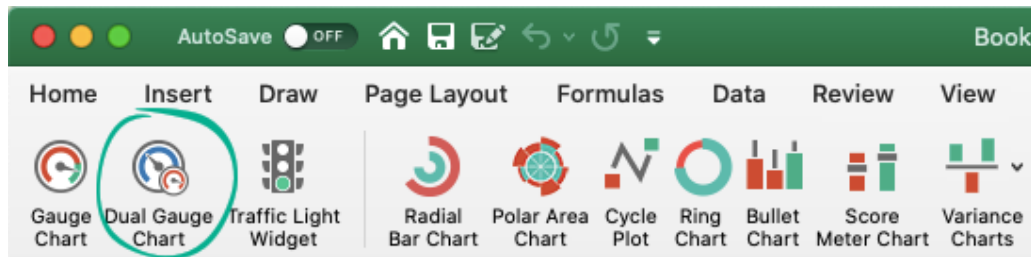 AutoSave OFF Book
Home Insert Draw Page Layout Formulas Data Review View
Gauge Dual Gauge Traffic Light Radial Polar Area Cycle Ring Bullet Score Variance
Chart Chart Widget Bar Chart Chart Plot Chart Chart Meter Chart Charts